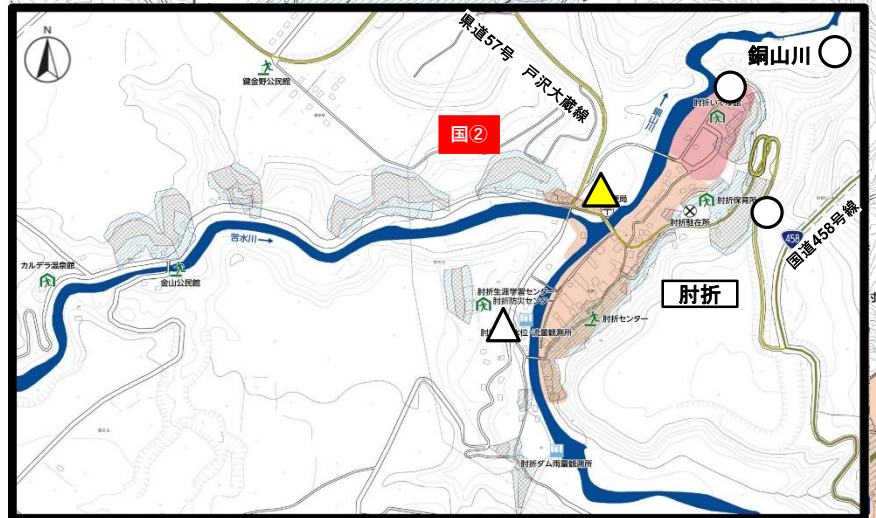 N
鍵金野公民館
県道57号 戸沢大蔵線
国②
→銅山川
銅山川
肘折いでゆ館
肘折保育所
肘折駐在所
458
国道458号線
肘折
苦水川→
カルデラ温泉館
金山公民館
肘折生涯学習センター
肘折防災センター
肘折センター
肘折ダム雨量観測所